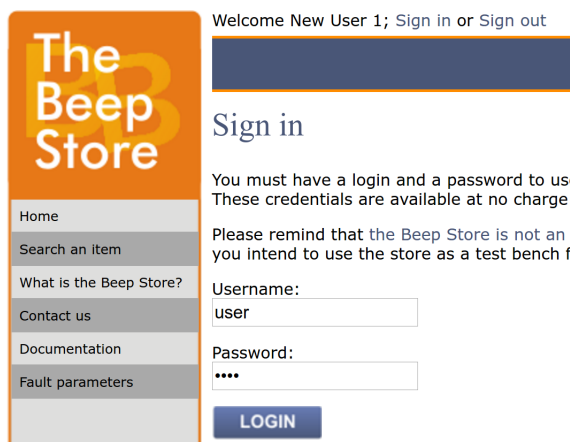 The
Beep
Store
Home
Search an item
What is the Beep Store?
Contact us
Documentation
Fault parameters
Welcome New User 1; Sign in or Sign out
Sign in
You must have a login and a password to us
These credentials are available at no charge
Please remind that the Beep Store is not an
you intend to use the store as a test bench f
Username:
user
Password:
••••
LOGIN